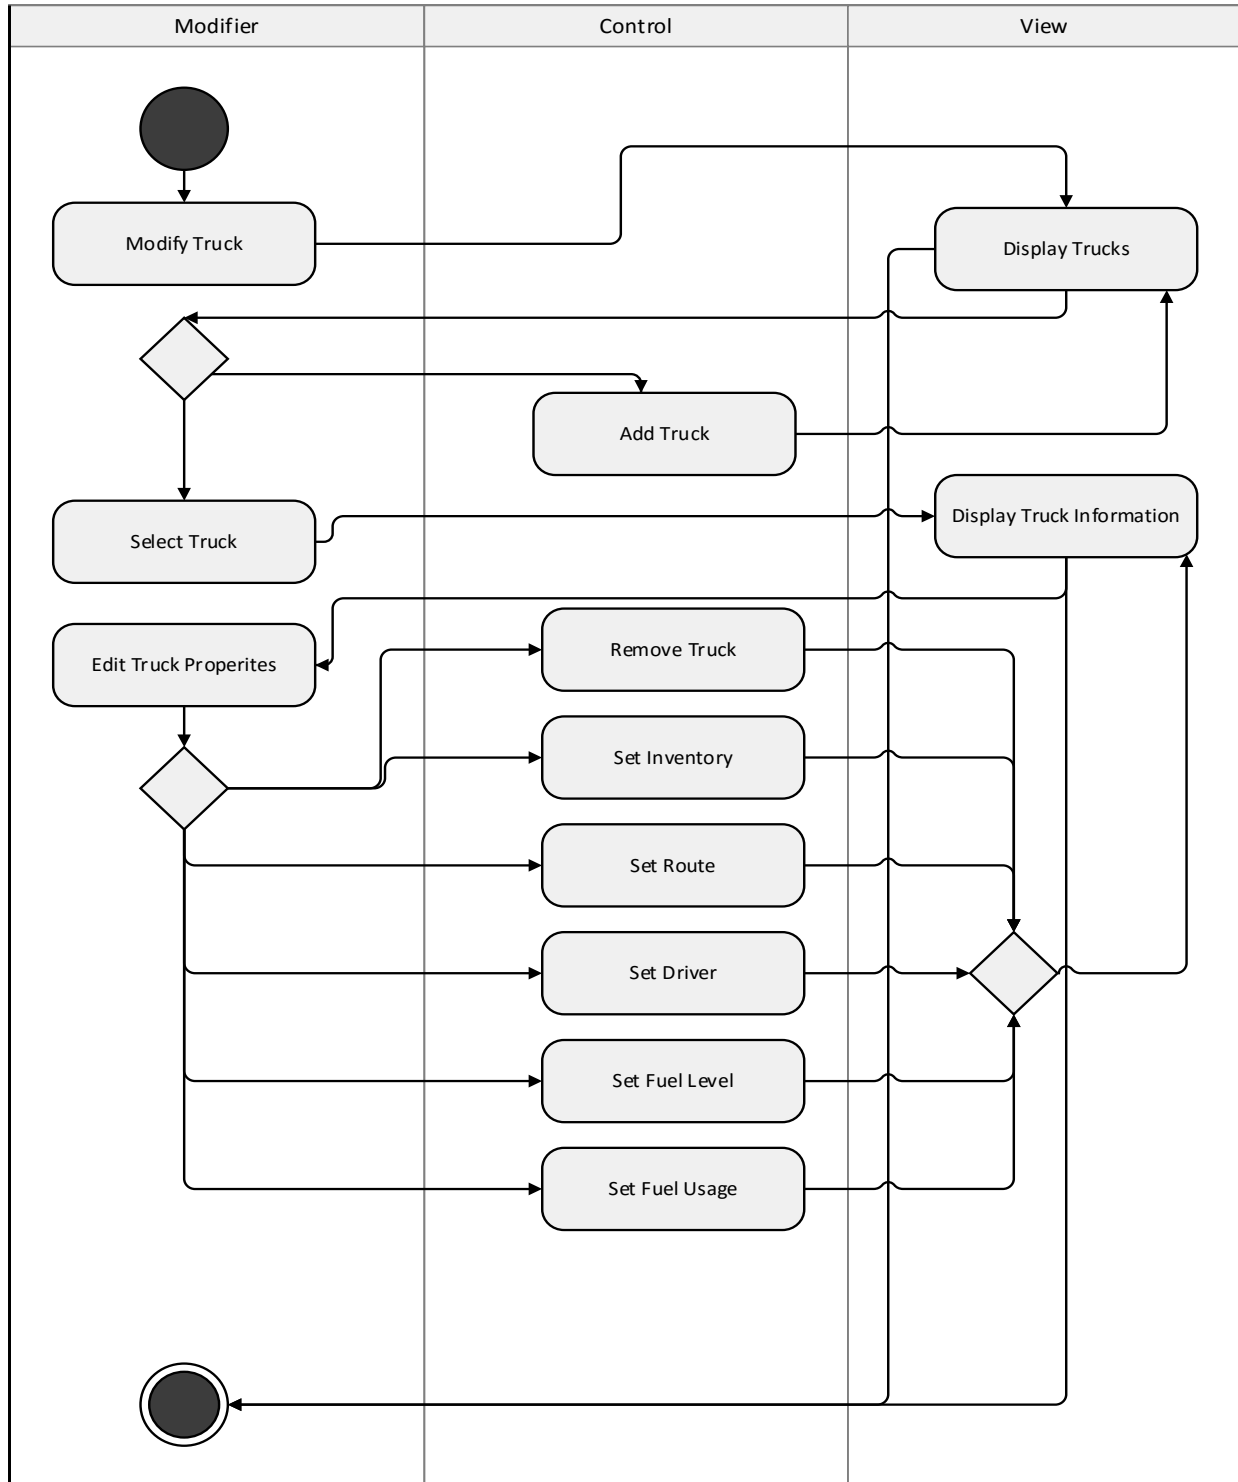 Modifier
Control
View
Modify Truck
Display Trucks
Add Truck
Select Truck
Display Truck Information
Edit Truck Properites
Remove Truck
Set Inventory
Set Route
Set Driver
Set Fuel Level
Set Fuel Usage